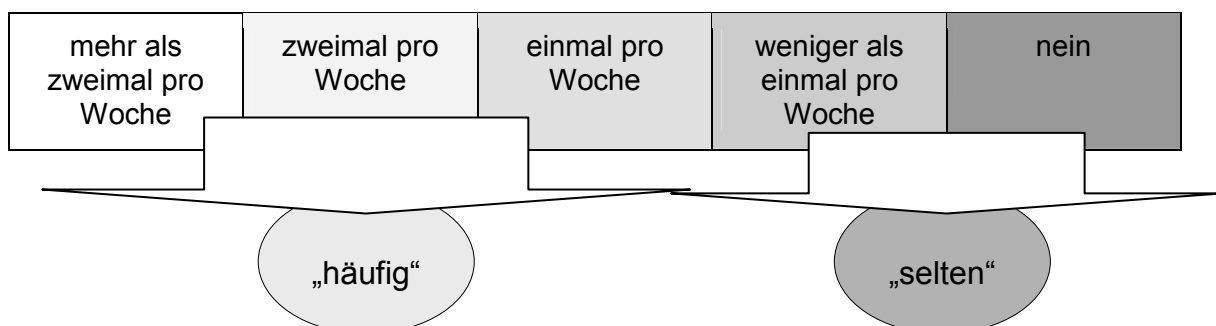 mehr als
zweimal pro
Woche
zweimal pro
Woche
einmal pro
Woche
weniger als
einmal pro
Woche
nein
„häufig“
„selten“